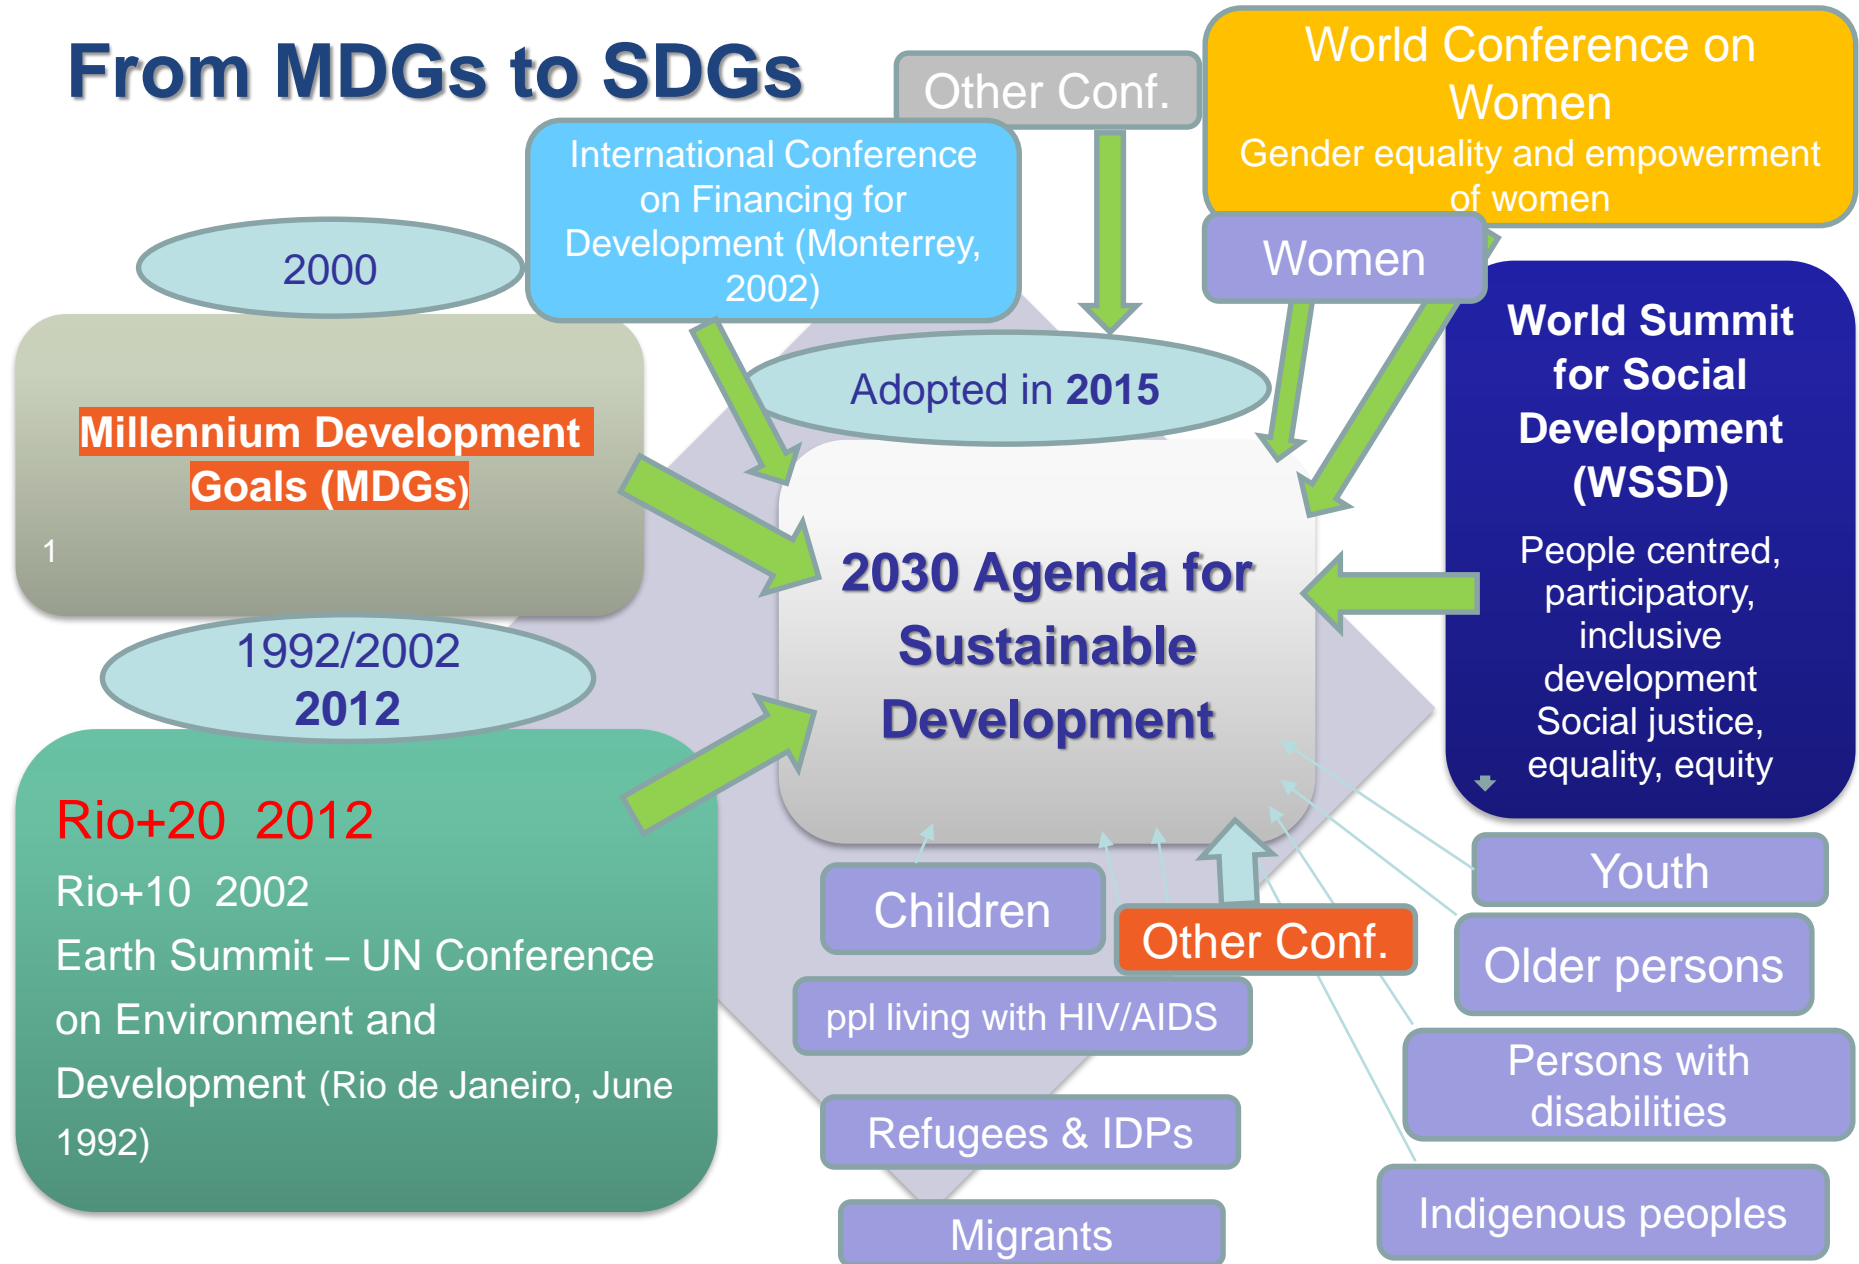 From MDGs to SDGs
Other Conf.
World Conference on
Women
Gender equality and empowerment
of women
International Conference
on Financing for
Development (Monterrey,
2002)
Women
2000
World Summit
for Social
Development
(WSSD)
People centred,
participatory,
inclusive
development
Social justice,
equality, equity
Adopted in 2015
Millennium Development
Goals (MDGs)
1
2030 Agenda for
Sustainable
Development
1992/2002
2012
Rio+20 2012
Rio+10 2002
Earth Summit – UN Conference
on Environment and
Development (Rio de Janeiro, June
1992)
Children
Other Conf.
ppl living with HIV/AIDS
Refugees & IDPs
Migrants
Youth
Older persons
Persons with
disabilities
Indigenous peoples